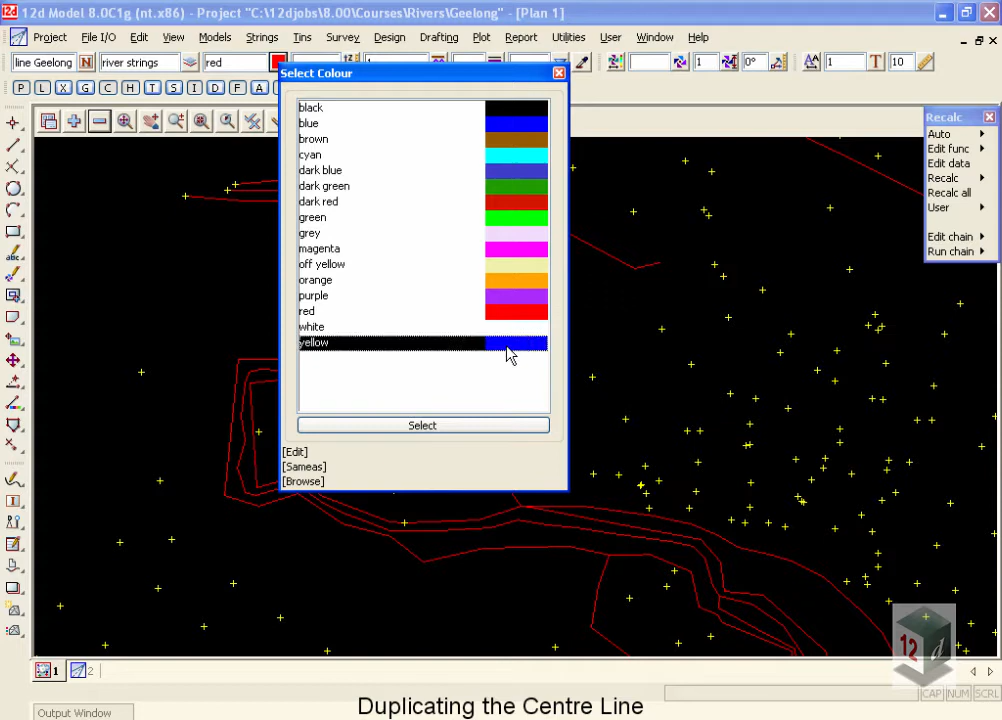 12d Model 8.0C1g (nt.x86) - Project "C:\12djobs\8.00\Courses\Rivers\Geelong" - [Plan 1]
Project File I/O Edit View Models Strings Tins Survey Design Drafting Plot Report Utilities User Window Help
line Geelong N river strings red 1 1 0° 1 T 10
P L X G C H T S I D F A
Select Colour
black
blue
brown
cyan
dark blue
dark green
dark red
green
grey
magenta
off yellow
orange
purple
red
white
yellow
Select
[Edit]
[Sameas]
[Browse]
Recalc
Auto
Edit func
Edit data
Recalc
Recalc all
User
Edit chain
Run chain
abc
12 d
1 2
CAP NUM SCRL
Duplicating the Centre Line
Output Window